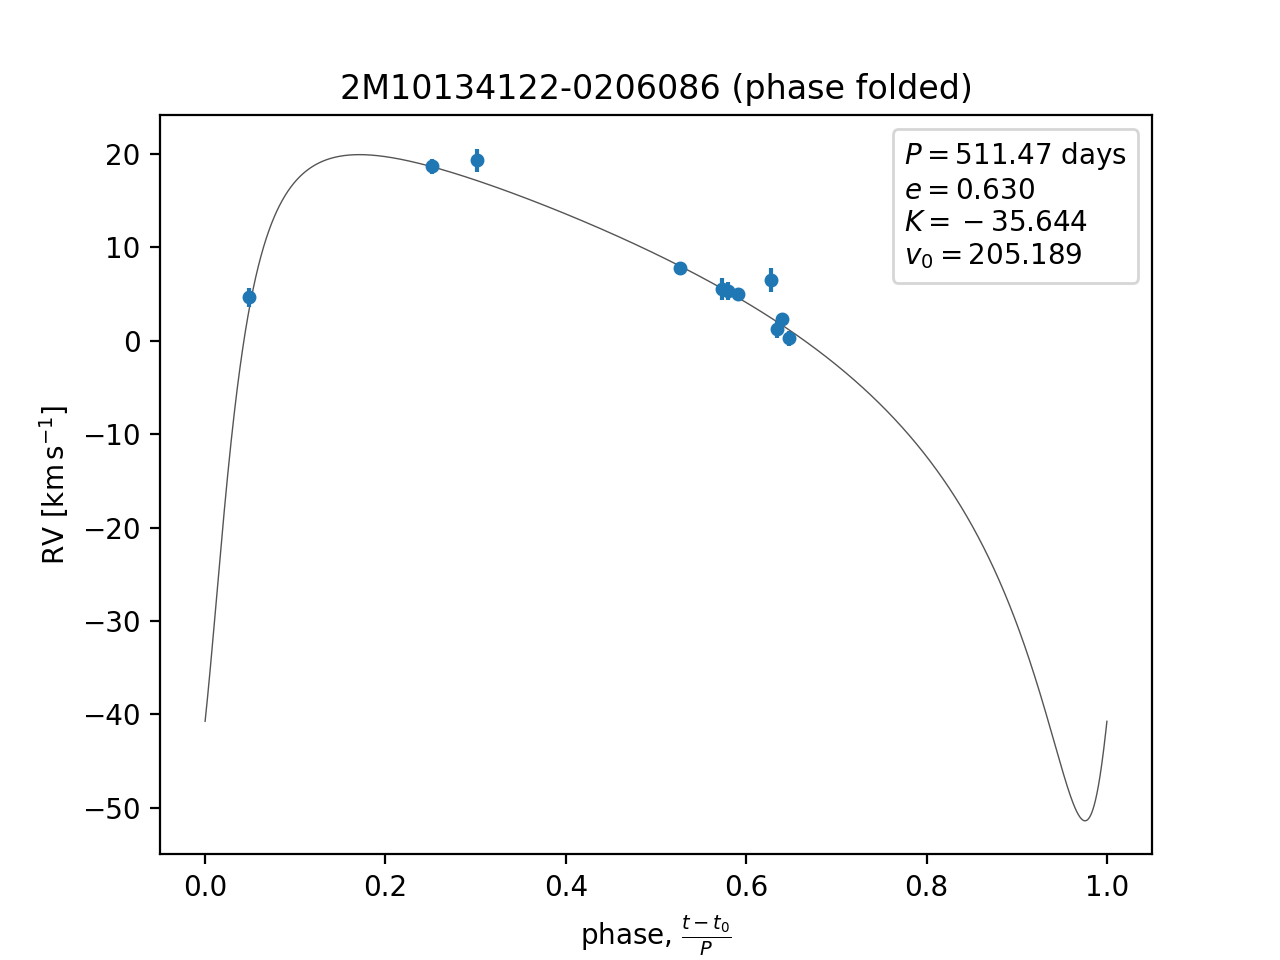 2M10134122-0206086 (phase folded)
P = 511.47 days
e = 0.630
K = −35.644
v₀ = 205.189
RV [km s⁻¹]
20
10
0
−10
−20
−30
−40
−50
0.0 0.2 0.4 0.6 0.8 1.0
phase, (t − t₀)/P